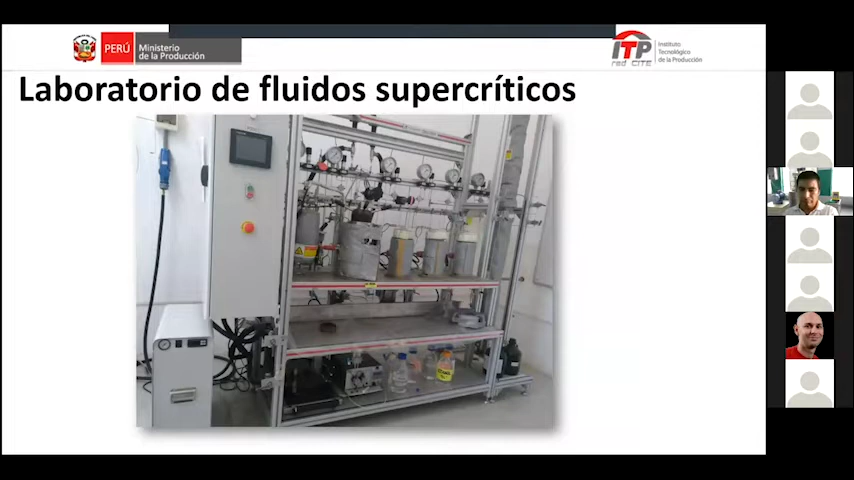 PERÚ
Ministerio
de la Producción
ITP
red CITE
Instituto
Tecnológico
de la Producción
Laboratorio de fluidos supercríticos